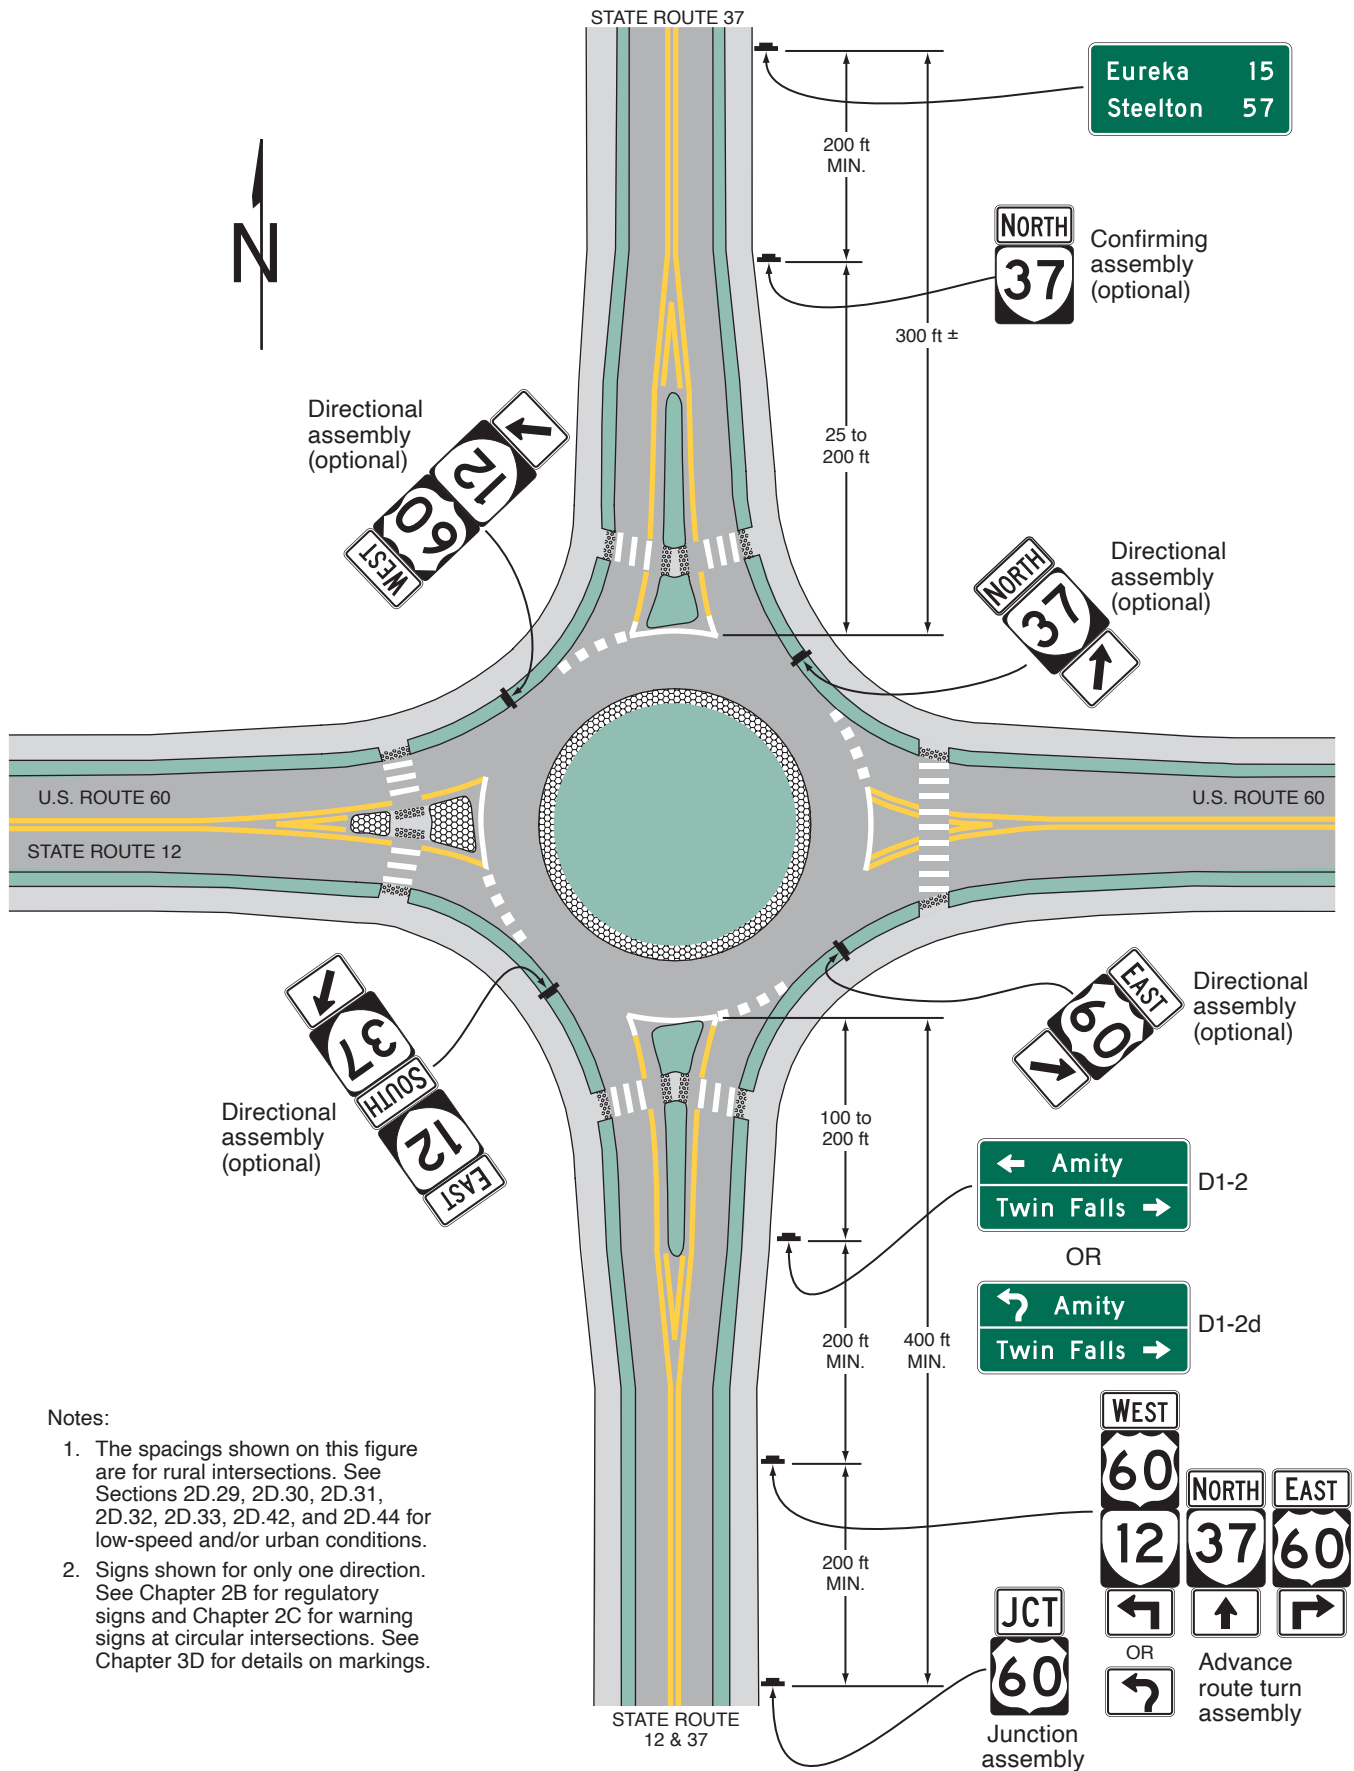 STATE ROUTE 37
Eureka 15
Steelton 57
200 ft
MIN.
N
NORTH
37
Confirming
assembly
(optional)
300 ft ±
25 to
200 ft
Directional
assembly
(optional)
12
60
WEST
NORTH
37
Directional
assembly
(optional)
U.S. ROUTE 60
STATE ROUTE 12
U.S. ROUTE 60
37
SOUTH
12
EAST
Directional
assembly
(optional)
EAST
60
Directional
assembly
(optional)
100 to
200 ft
Amity
Twin Falls
D1-2
OR
Amity
Twin Falls
D1-2d
200 ft
MIN.
400 ft
MIN.
WEST
60
12
NORTH
37
EAST
60
OR
Advance
route turn
assembly
200 ft
MIN.
JCT
60
Junction
assembly
STATE ROUTE
12 & 37
Notes:
1. The spacings shown on this figure
are for rural intersections. See
Sections 2D.29, 2D.30, 2D.31,
2D.32, 2D.33, 2D.42, and 2D.44 for
low-speed and/or urban conditions.
2. Signs shown for only one direction.
See Chapter 2B for regulatory
signs and Chapter 2C for warning
signs at circular intersections. See
Chapter 3D for details on markings.